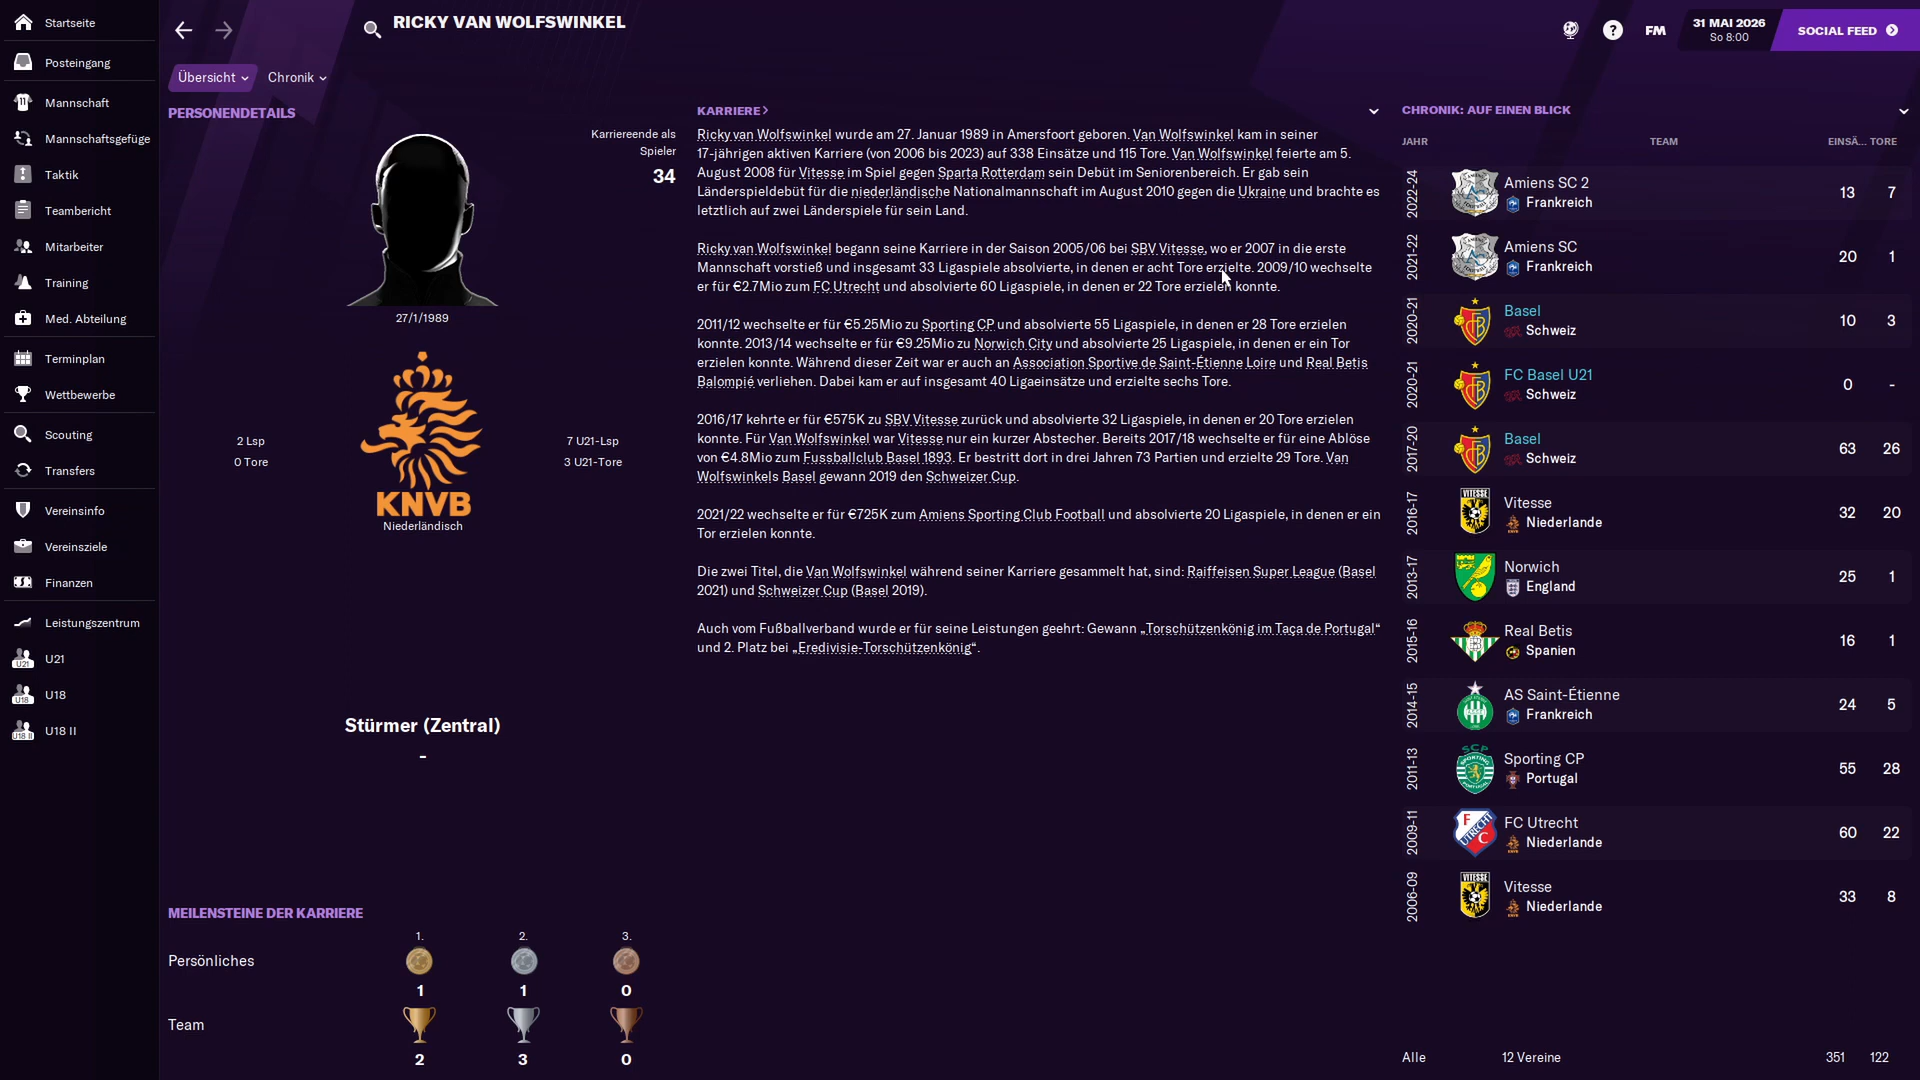 Startseite
Posteingang
Mannschaft
Mannschaftsgefüge
Taktik
Teambericht
Mitarbeiter
Training
Med. Abteilung
Terminplan
Wettbewerbe
Scouting
Transfers
Vereinsinfo
Vereinsziele
Finanzen
Leistungszentrum
U21
U18
U18 II
RICKY VAN WOLFSWINKEL
FM
31 MAI 2026
So 8:00
SOCIAL FEED
Übersicht
Chronik
PERSONENDETAILS
Karriereende als
Spieler
34
27/1/1989
2 Lsp
0 Tore
7 U21-Lsp
3 U21-Tore
KNVB
Niederländisch
Stürmer (Zentral)
-
MEILENSTEINE DER KARRIERE
1. 2. 3.
Persönliches
1 1 0
Team
2 3 0
KARRIERE
Ricky van Wolfswinkel wurde am 27. Januar 1989 in Amersfoort geboren. Van Wolfswinkel kam in seiner
17-jährigen aktiven Karriere (von 2006 bis 2023) auf 338 Einsätze und 115 Tore. Van Wolfswinkel feierte am 5.
August 2008 für Vitesse im Spiel gegen Sparta Rotterdam sein Debüt im Seniorenbereich. Er gab sein
Länderspieldebüt für die niederländische Nationalmannschaft im August 2010 gegen die Ukraine und brachte es
letztlich auf zwei Länderspiele für sein Land.
Ricky van Wolfswinkel begann seine Karriere in der Saison 2005/06 bei SBV Vitesse, wo er 2007 in die erste
Mannschaft vorstieß und insgesamt 33 Ligaspiele absolvierte, in denen er acht Tore erzielte. 2009/10 wechselte
er für €2.7Mio zum FC Utrecht und absolvierte 60 Ligaspiele, in denen er 22 Tore erzielen konnte.
2011/12 wechselte er für €5.25Mio zu Sporting CP und absolvierte 55 Ligaspiele, in denen er 28 Tore erzielen
konnte. 2013/14 wechselte er für €9.25Mio zu Norwich City und absolvierte 25 Ligaspiele, in denen er ein Tor
erzielen konnte. Während dieser Zeit war er auch an Association Sportive de Saint-Étienne Loire und Real Betis
Balompié verliehen. Dabei kam er auf insgesamt 40 Ligaeinsätze und erzielte sechs Tore.
2016/17 kehrte er für €575K zu SBV Vitesse zurück und absolvierte 32 Ligaspiele, in denen er 20 Tore erzielen
konnte. Für Van Wolfswinkel war Vitesse nur ein kurzer Abstecher. Bereits 2017/18 wechselte er für eine Ablöse
von €4.8Mio zum Fussballclub Basel 1893. Er bestritt dort in drei Jahren 73 Partien und erzielte 29 Tore. Van
Wolfswinkels Basel gewann 2019 den Schweizer Cup.
2021/22 wechselte er für €725K zum Amiens Sporting Club Football und absolvierte 20 Ligaspiele, in denen er ein
Tor erzielen konnte.
Die zwei Titel, die Van Wolfswinkel während seiner Karriere gesammelt hat, sind: Raiffeisen Super League (Basel
2021) und Schweizer Cup (Basel 2019).
Auch vom Fußballverband wurde er für seine Leistungen geehrt: Gewann „Torschützenkönig im Taça de Portugal“
und 2. Platz bei „Eredivisie-Torschützenkönig“.
CHRONIK: AUF EINEN BLICK
JAHR TEAM EINSÄ... TORE
2022-24 Amiens SC 2 13 7
Frankreich
2021-22 Amiens SC 20 1
Frankreich
2020-21 Basel 10 3
Schweiz
2020-21 FC Basel U21 0 -
Schweiz
2017-20 Basel 63 26
Schweiz
2016-17 Vitesse 32 20
Niederlande
2013-17 Norwich 25 1
England
2015-16 Real Betis 16 1
Spanien
2014-15 AS Saint-Étienne 24 5
Frankreich
2011-13 Sporting CP 55 28
Portugal
2009-11 FC Utrecht 60 22
Niederlande
2006-09 Vitesse 33 8
Niederlande
Alle 12 Vereine 351 122